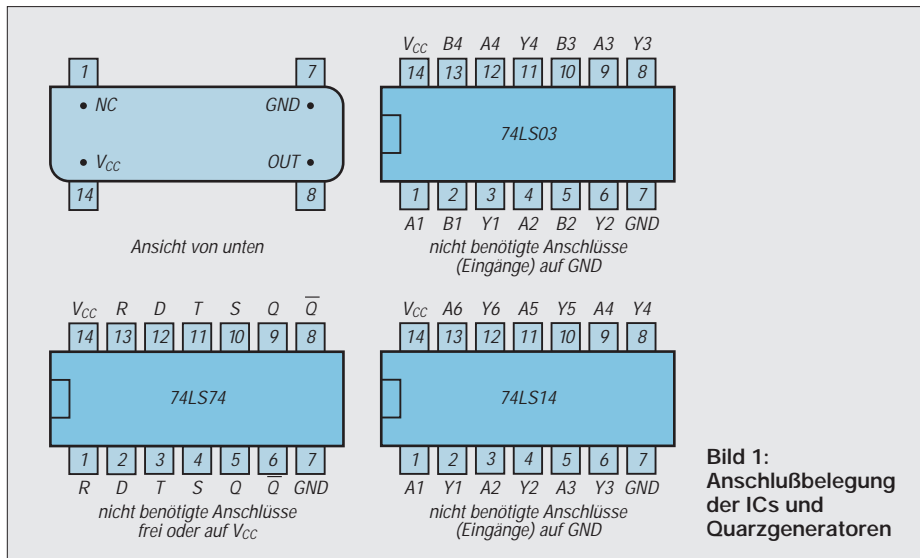 1 7
• NC GND •
• VCC OUT •
14 8
Ansicht von unten
VCC B4 A4 Y4 B3 A3 Y3
14 13 12 11 10 9 8
74LS03
1 2 3 4 5 6 7
A1 B1 Y1 A2 B2 Y2 GND
nicht benötigte Anschlüsse
(Eingänge) auf GND
VCC R D T S Q Q̅
14 13 12 11 10 9 8
74LS74
1 2 3 4 5 6 7
R D T S Q Q̅ GND
nicht benötigte Anschlüsse
frei oder auf VCC
VCC A6 Y6 A5 Y5 A4 Y4
14 13 12 11 10 9 8
74LS14
1 2 3 4 5 6 7
A1 Y1 A2 Y2 A3 Y3 GND
nicht benötigte Anschlüsse
(Eingänge) auf GND
Bild 1:
Anschlußbelegung
der ICs und
Quarzgeneratoren